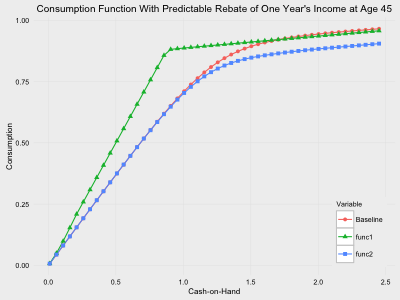 Consumption Function With Predictable Rebate of One Year's Income at Age 45
1.00
0.75
0.50
0.25
0.00
Consumption
0.0 0.5 1.0 1.5 2.0 2.5
Cash-on-Hand
Variable
Baseline
func1
func2